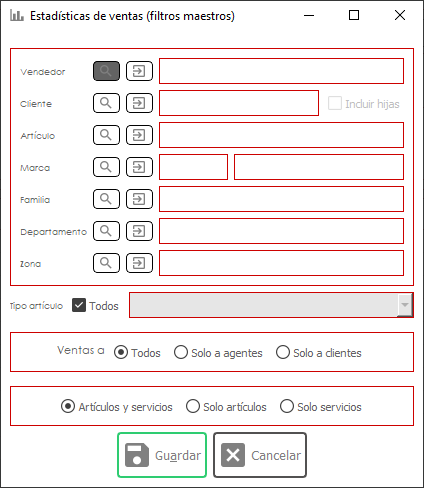 Estadísticas de ventas (filtros maestros)
Vendedor
Cliente
Incluir hijas
Artículo
Marca
Familia
Departamento
Zona
Tipo artículo Todos
Ventas a Todos Solo a agentes Solo a clientes
Artículos y servicios Solo artículos Solo servicios
Guardar Cancelar